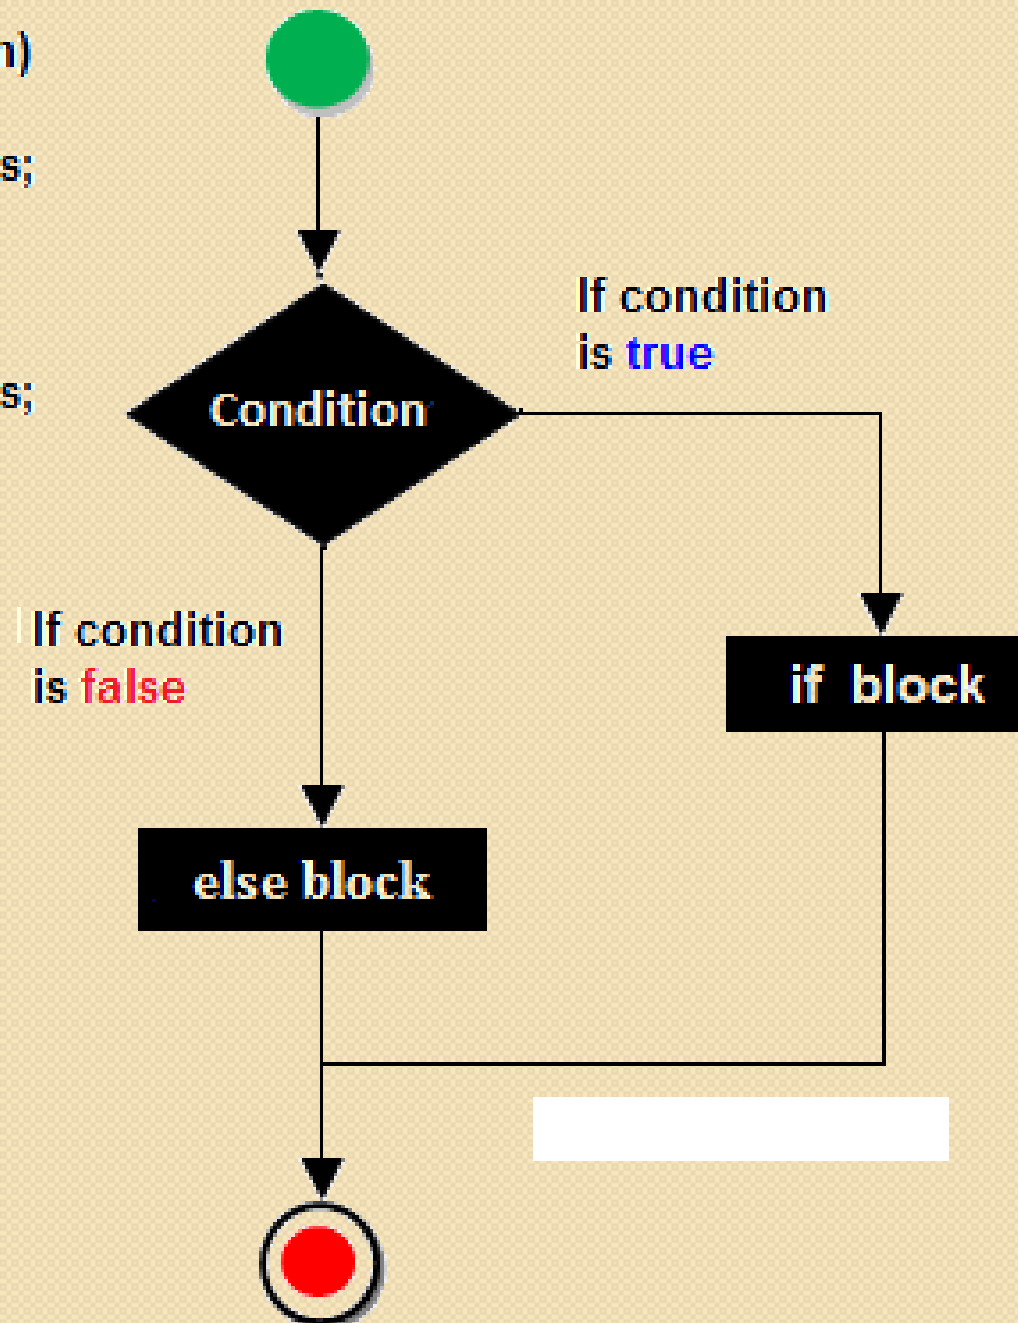 If condition
is true
Condition
If condition
is false
if block
else block